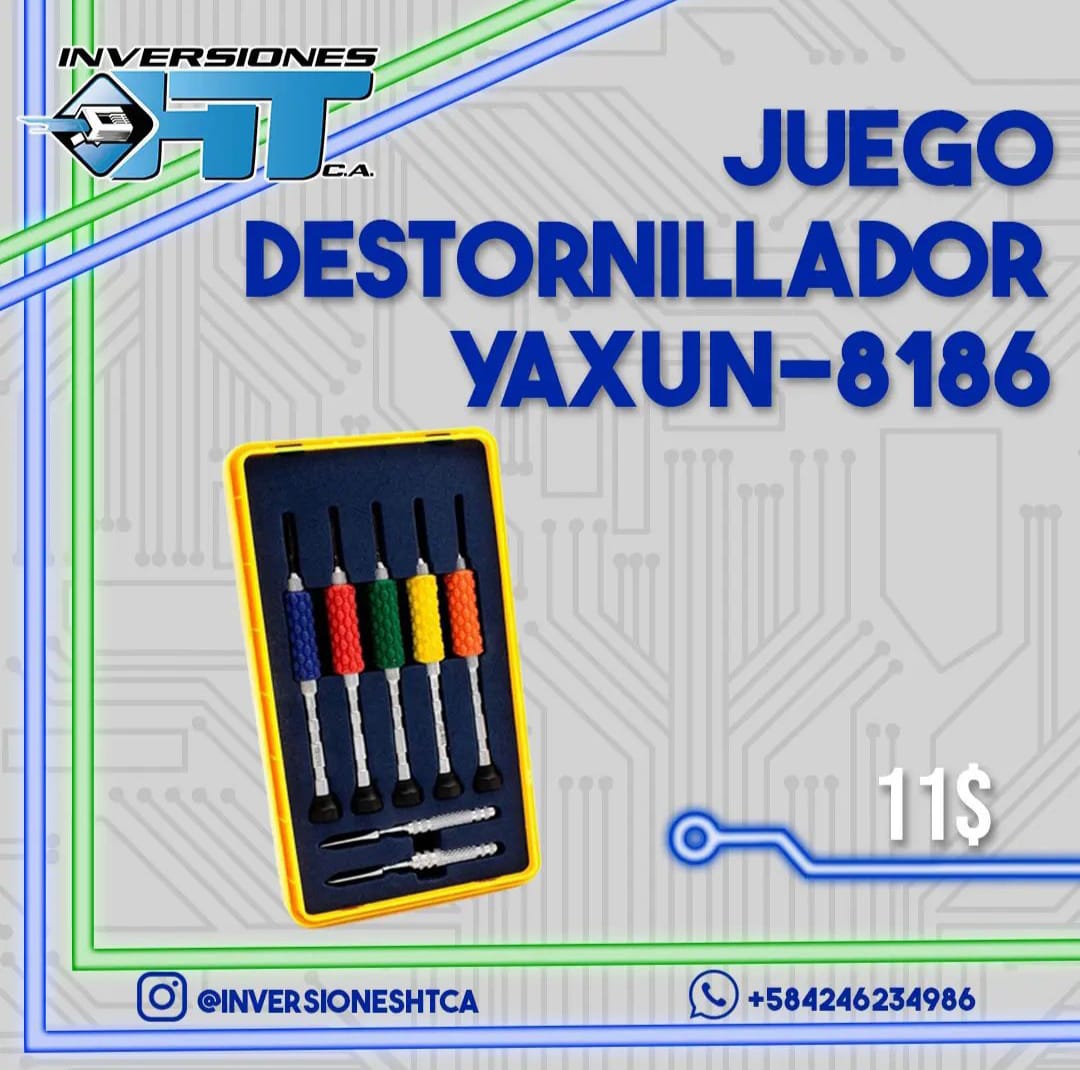 INVERSIONES
HT
C.A.
JUEGO
DESTORNILLADOR
YAXUN-8186
11$
@INVERSIONESHTCA
+584246234986